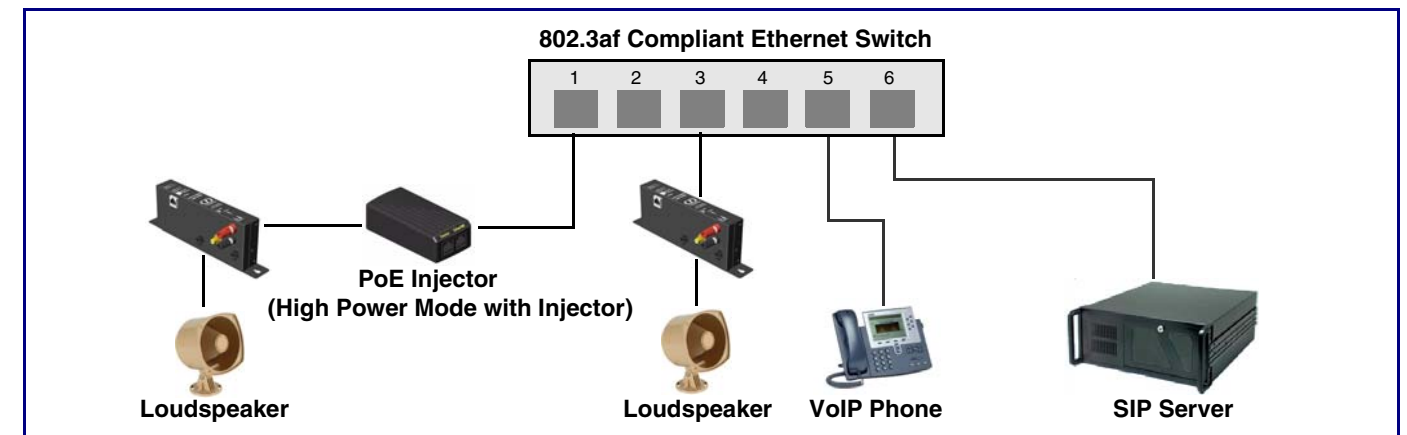 802.3af Compliant Ethernet Switch
1 2 3 4 5 6
PoE Injector
(High Power Mode with Injector)
Loudspeaker
Loudspeaker
VoIP Phone
SIP Server